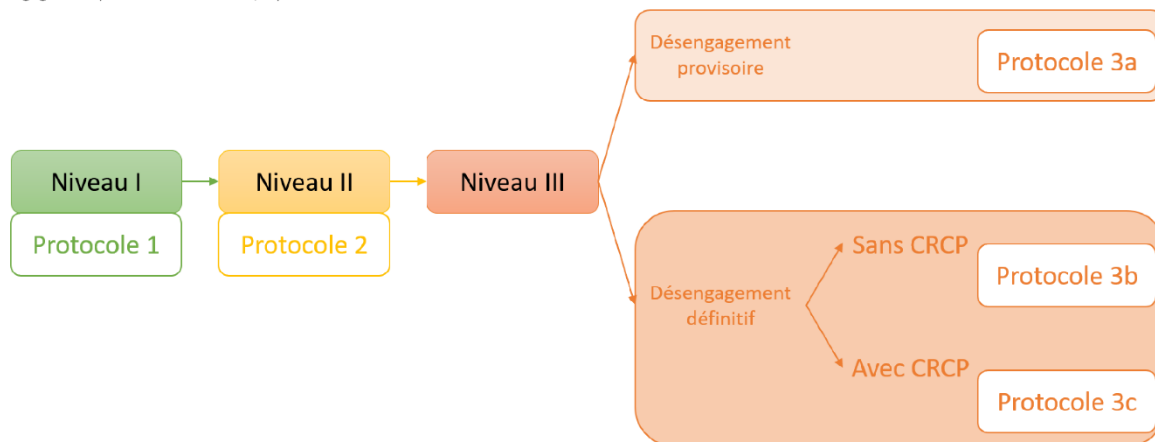 Désengagement
provisoire
Protocole 3a
Niveau I
Niveau II
Niveau III
Protocole 1
Protocole 2
Sans CRCP
Protocole 3b
Désengagement
définitif
Avec CRCP
Protocole 3c